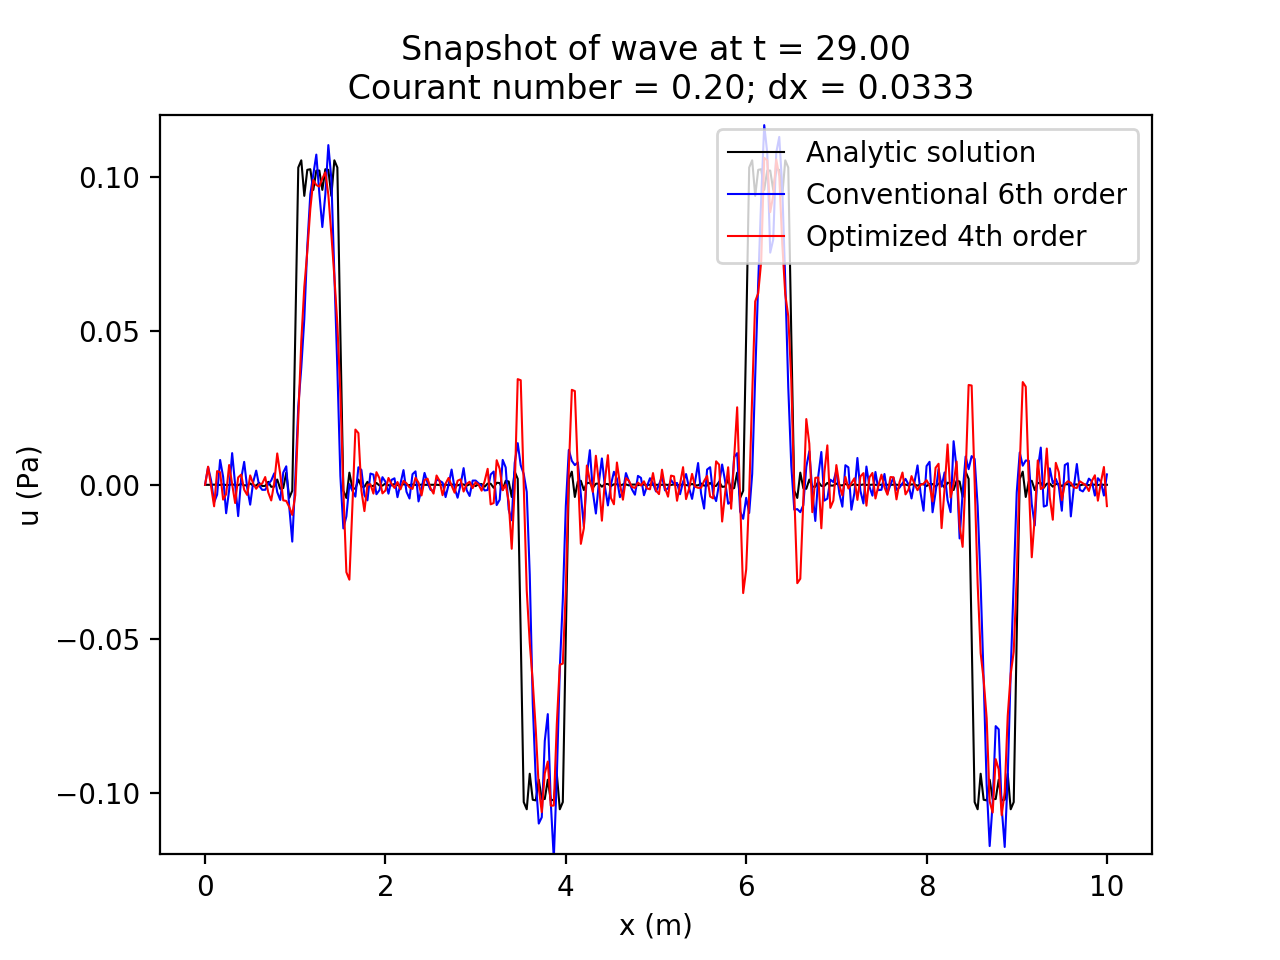 Snapshot of wave at t = 29.00
Courant number = 0.20; dx = 0.0333
Analytic solution
Conventional 6th order
Optimized 4th order
0.10
0.05
0.00
−0.05
−0.10
u (Pa)
0 2 4 6 8 10
x (m)